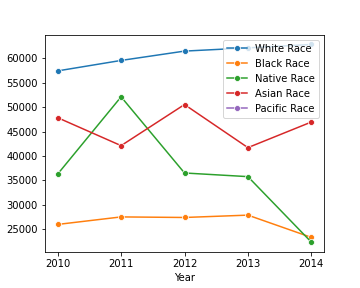 White Race
Black Race
Native Race
Asian Race
Pacific Race
60000
55000
50000
45000
40000
35000
30000
25000
2010
2011
2012
2013
2014
Year